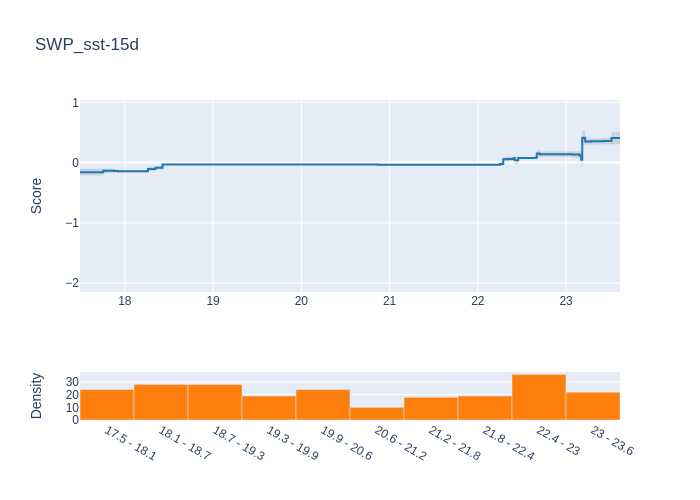 SWP_sst-15d
Score
1
0
−1
−2
18 19 20 21 22 23
Density
30
20
10
0
17.5 - 18.1
18.1 - 18.7
18.7 - 19.3
19.3 - 19.9
19.9 - 20.6
20.6 - 21.2
21.2 - 21.8
21.8 - 22.4
22.4 - 23
23 - 23.6